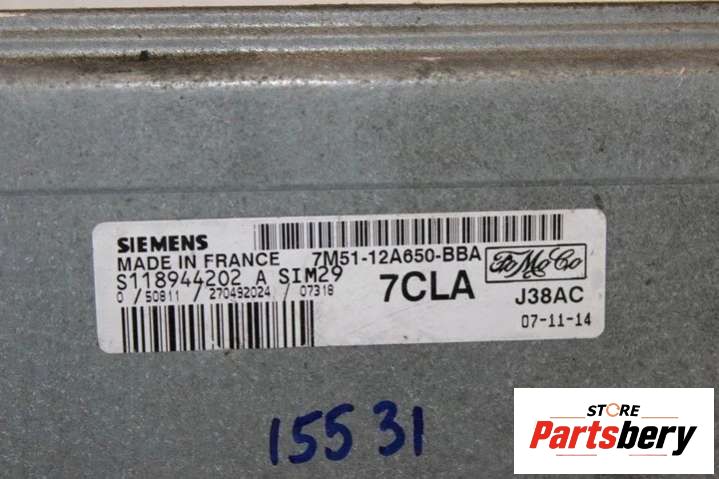 SIEMENS
MADE IN FRANCE 7M51-12A650-BBA
FoMoCo
S118944202 A SIM29
0 / 50811 / 270492024 / 07318
7CLA
J38AC
07-11-14
15531
STORE
Partsbery